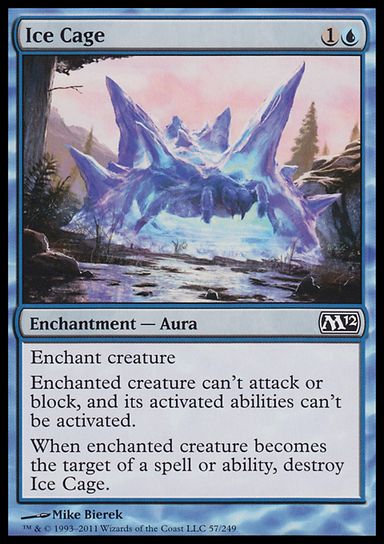 Ice Cage 1
Enchantment — Aura M12
Enchant creature
Enchanted creature can't attack or
block, and its activated abilities can't
be activated.
When enchanted creature becomes
the target of a spell or ability, destroy
Ice Cage.
Mike Bierek
™ & © 1993–2011 Wizards of the Coast LLC 57/249